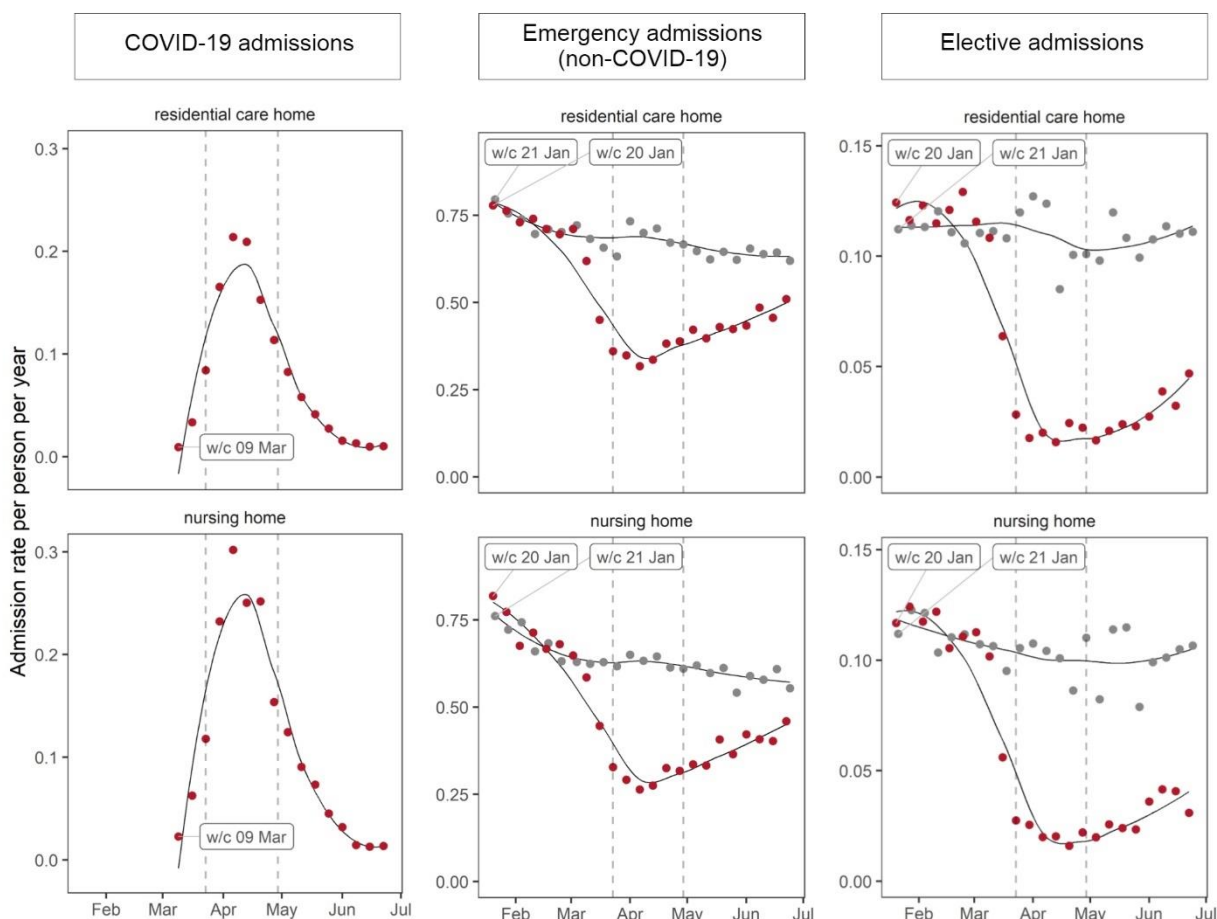 COVID-19 admissions
Emergency admissions
(non-COVID-19)
Elective admissions
Admission rate per person per year
residential care home
0.3
0.2
0.1
0.0
w/c 09 Mar
residential care home
w/c 21 Jan
w/c 20 Jan
0.75
0.50
0.25
0.00
residential care home
0.15
w/c 20 Jan
w/c 21 Jan
0.10
0.05
0.00
nursing home
0.3
0.2
0.1
0.0
w/c 09 Mar
Feb Mar Apr May Jun Jul
nursing home
w/c 20 Jan
w/c 21 Jan
0.75
0.50
0.25
0.00
Feb Mar Apr May Jun Jul
nursing home
0.15
w/c 20 Jan
w/c 21 Jan
0.10
0.05
0.00
Feb Mar Apr May Jun Jul